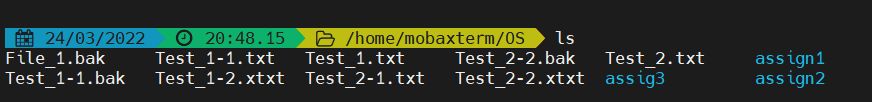 24/03/2022 20:48.15 /home/mobaxterm/OS ls
File_1.bak Test_1-1.txt Test_1.txt Test_2-2.bak Test_2.txt assign1
Test_1-1.bak Test_1-2.xtxt Test_2-1.txt Test_2-2.xtxt assig3 assign2